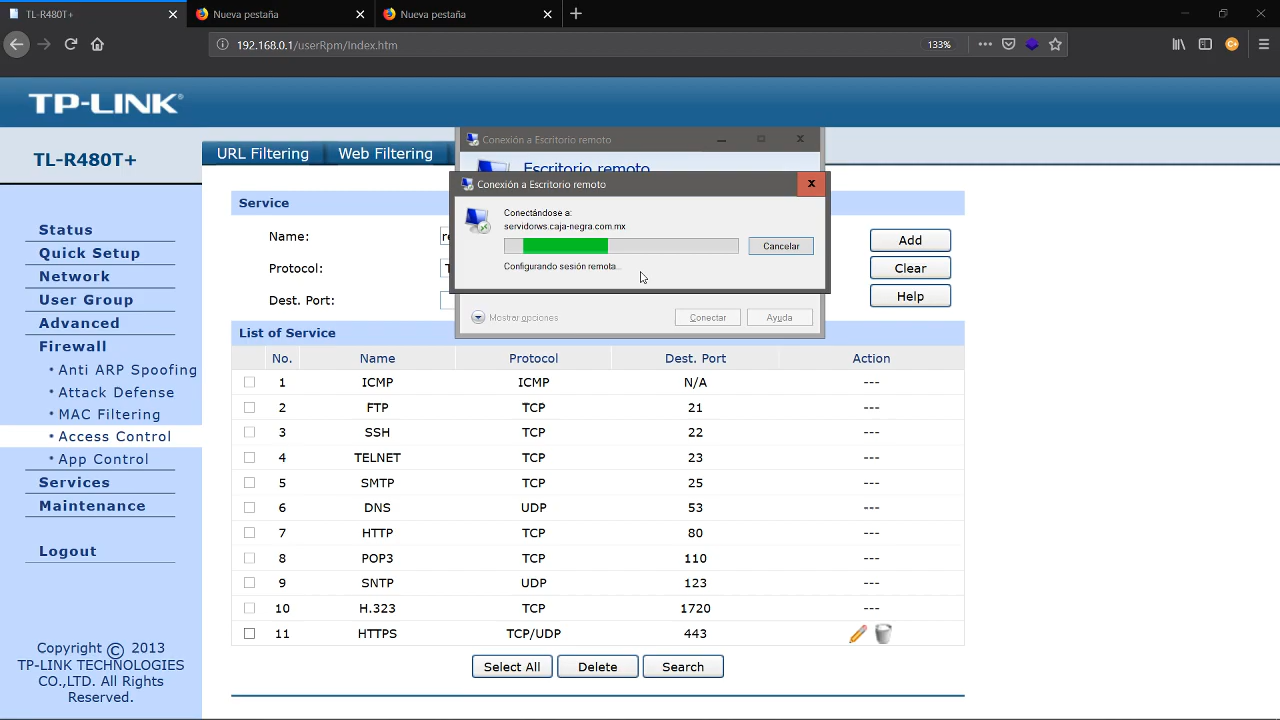 TL-R480T+
Nueva pestaña
Nueva pestaña
192.168.0.1/userRpm/Index.htm
133%
TP-LINK®
TL-R480T+
URL Filtering
Web Filtering
Status
Quick Setup
Network
User Group
Advanced
Firewall
• Anti ARP Spoofing
• Attack Defense
• MAC Filtering
• Access Control
• App Control
Services
Maintenance
Logout
Copyright © 2013
TP-LINK TECHNOLOGIES
CO.,LTD. All Rights
Reserved.
Service
Name:
Protocol:
Dest. Port:
Add
Clear
Help
Conexión a Escritorio remoto
Escritorio remoto
Conexión a Escritorio remoto
Conectándose a:
servidorws.caja-negra.com.mx
Cancelar
Configurando sesión remota...
Mostrar opciones
Conectar
Ayuda
List of Service
No. Name Protocol Dest. Port Action
1 ICMP ICMP N/A ---
2 FTP TCP 21 ---
3 SSH TCP 22 ---
4 TELNET TCP 23 ---
5 SMTP TCP 25 ---
6 DNS UDP 53 ---
7 HTTP TCP 80 ---
8 POP3 TCP 110 ---
9 SNTP UDP 123 ---
10 H.323 TCP 1720 ---
11 HTTPS TCP/UDP 443
Select All
Delete
Search